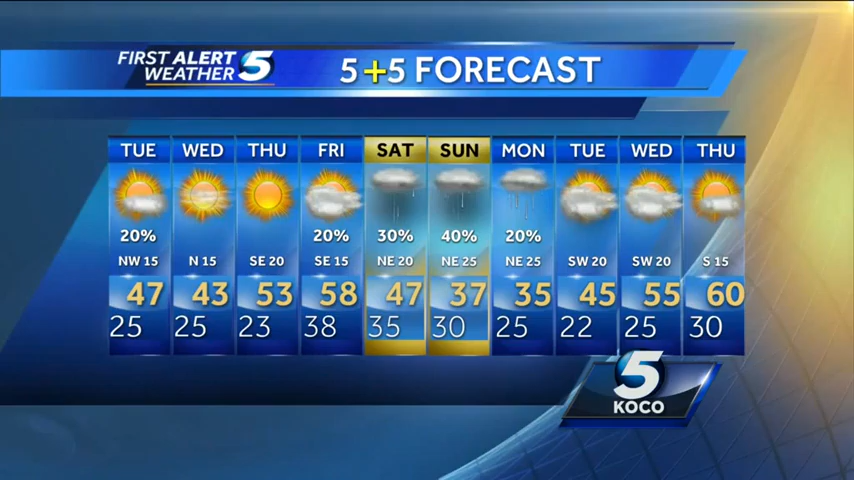 FIRST ALERT
WEATHER 5
5+5 FORECAST
TUE WED THU FRI SAT SUN MON TUE WED THU
20% 20% 30% 40% 20%
NW 15 N 15 SE 20 SE 15 NE 20 NE 25 NE 25 SW 20 SW 20 S 15
47 43 53 58 47 37 35 45 55 60
25 25 23 38 35 30 25 22 25 30
5
KOCO